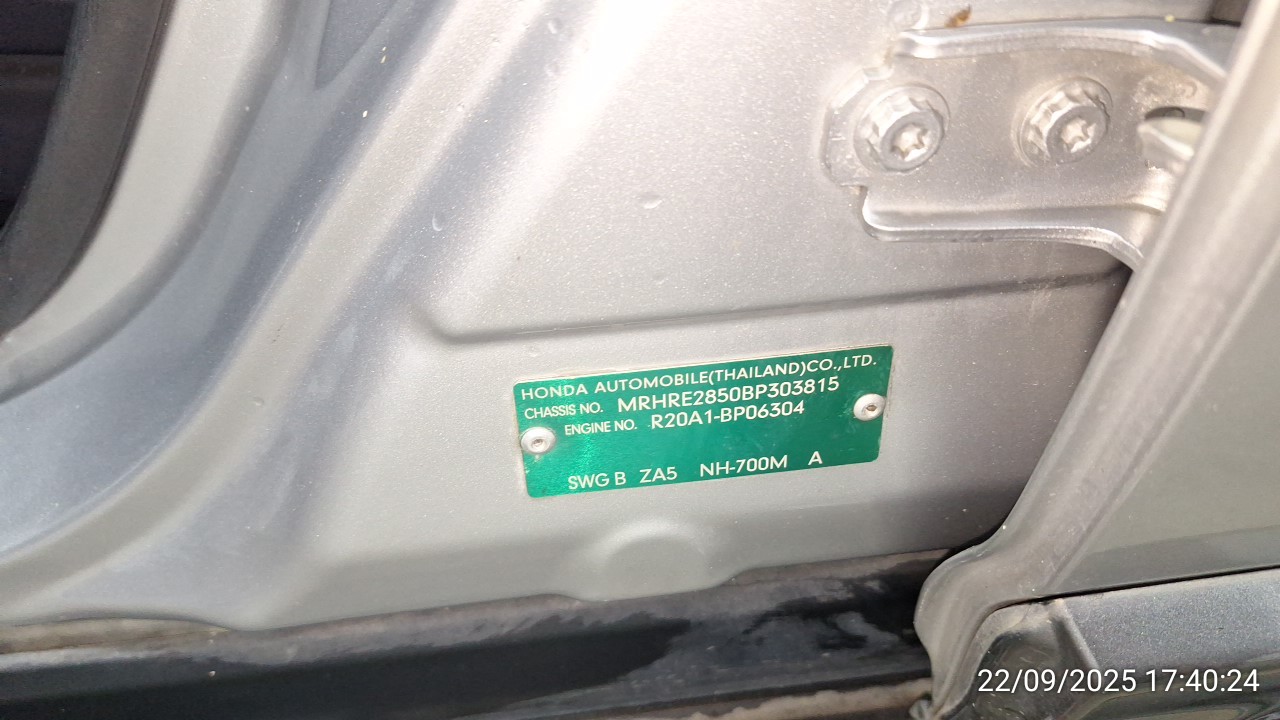 HONDA AUTOMOBILE(THAILAND)CO.,LTD.
CHASSIS NO. MRHRE2850BP303815
ENGINE NO. R20A1-BP06304
SWG B ZA5 NH-700M A
22/09/2025 17:40:24